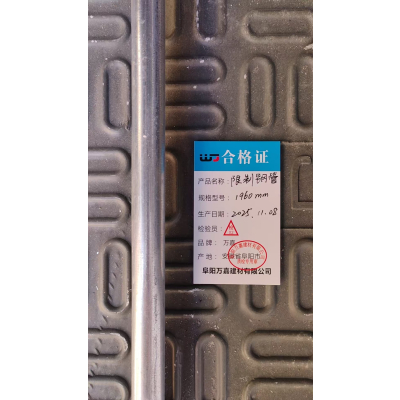 WJ 合格证
产品名称: 限制钢管
规格型号: 1960mm
生产日期: 2025.11.08
检验员:
品牌: 万嘉
产地: 安徽省阜阳市
阜阳万嘉建材有限公司